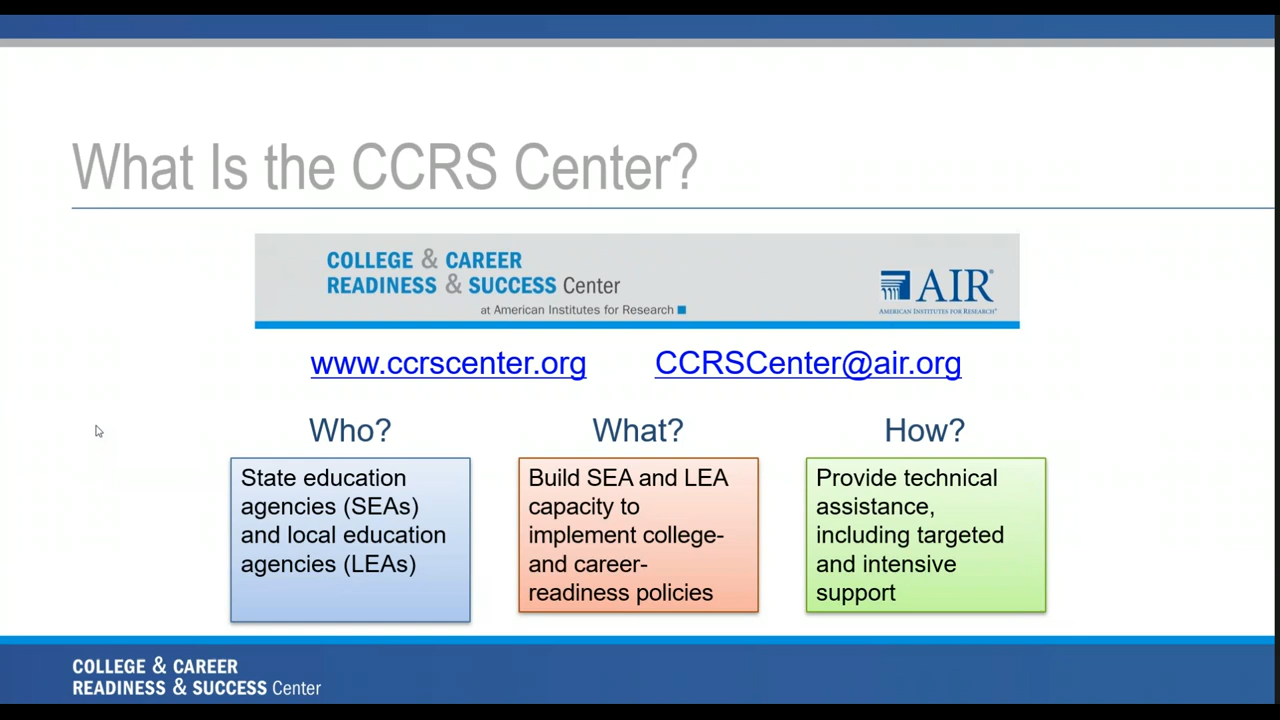 What Is the CCRS Center?
COLLEGE & CAREER
READINESS & SUCCESS Center
at American Institutes for Research
AIR®
AMERICAN INSTITUTES FOR RESEARCH®
www.ccrscenter.org CCRSCenter@air.org
Who?
State education
agencies (SEAs)
and local education
agencies (LEAs)
What?
Build SEA and LEA
capacity to
implement college-
and career-
readiness policies
How?
Provide technical
assistance,
including targeted
and intensive
support
COLLEGE & CAREER
READINESS & SUCCESS Center